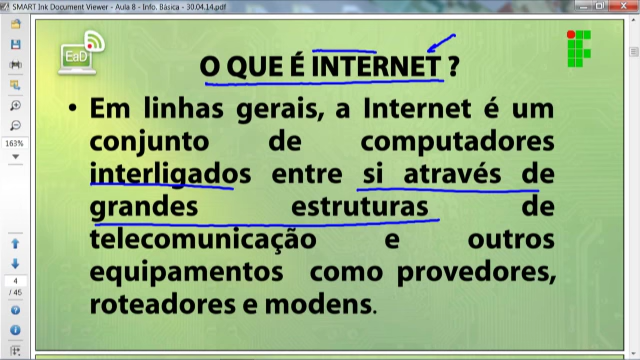 SMART Ink Document Viewer - Aula 8 - Info. Básica - 30.04.14.pdf
EaD
O QUE É INTERNET ?
163%
• Em linhas gerais, a Internet é um
conjunto de computadores
interligados entre si através de
grandes estruturas de
telecomunicação e outros
equipamentos como provedores,
roteadores e modens.
4
/ 45